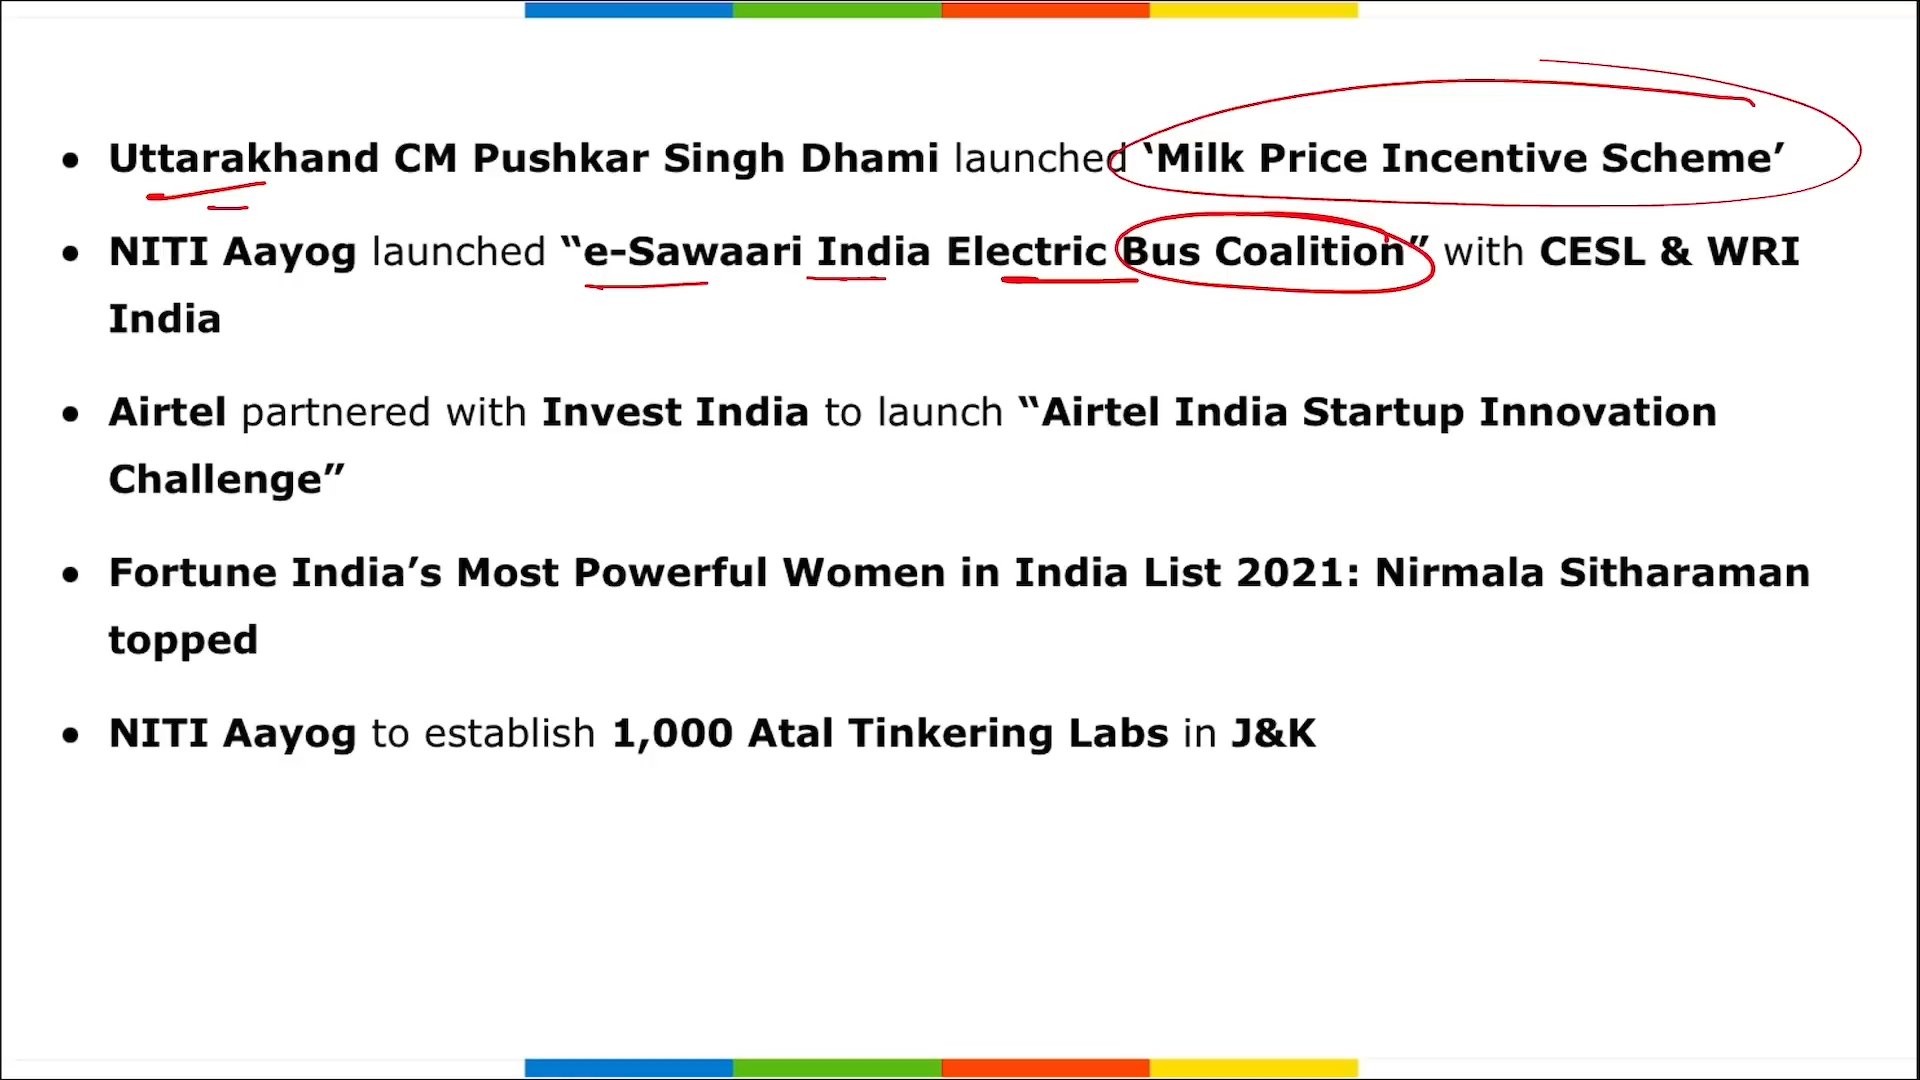 • Uttarakhand CM Pushkar Singh Dhami launched ‘Milk Price Incentive Scheme’
• NITI Aayog launched “e-Sawaari India Electric Bus Coalition” with CESL & WRI
India
• Airtel partnered with Invest India to launch “Airtel India Startup Innovation
Challenge”
• Fortune India’s Most Powerful Women in India List 2021: Nirmala Sitharaman
topped
• NITI Aayog to establish 1,000 Atal Tinkering Labs in J&K